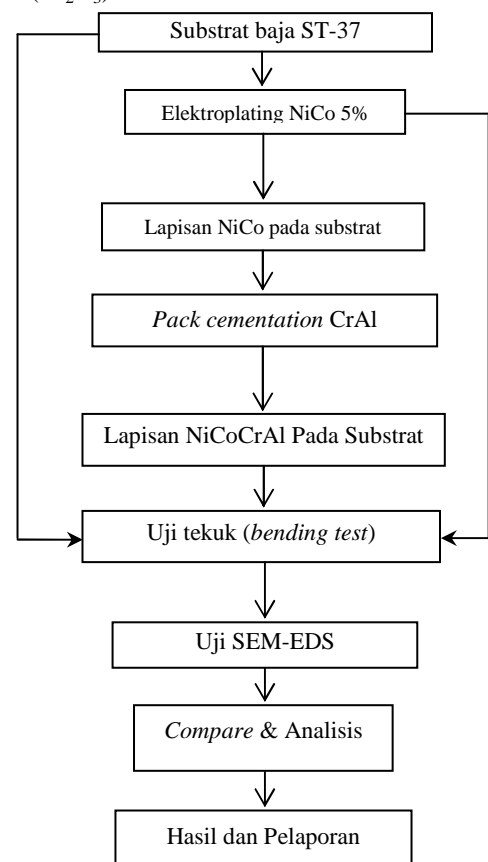 Substrat baja ST-37
Elektroplating NiCo 5%
Lapisan NiCo pada substrat
Pack cementation CrAl
Lapisan NiCoCrAl Pada Substrat
Uji tekuk (bending test)
Uji SEM-EDS
Compare & Analisis
Hasil dan Pelaporan